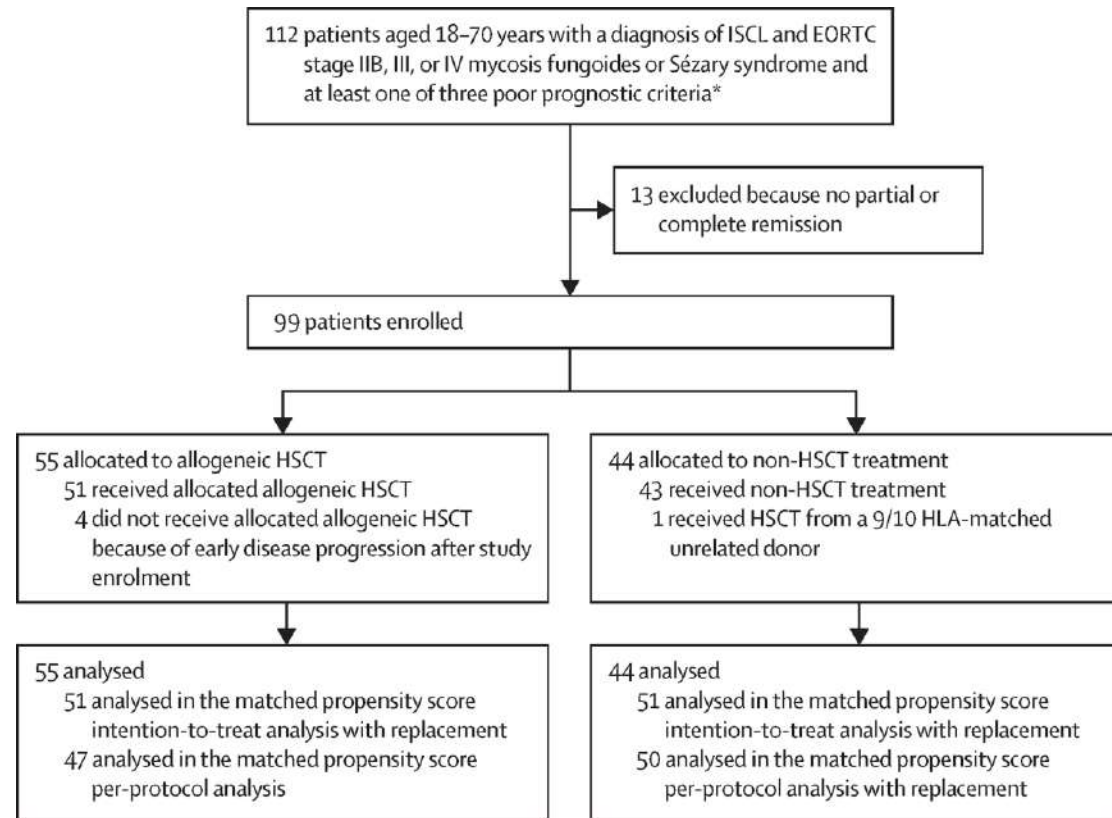 112 patients aged 18–70 years with a diagnosis of ISCL and EORTC
stage IIB, III, or IV mycosis fungoides or Sézary syndrome and
at least one of three poor prognostic criteria*
13 excluded because no partial or
complete remission
99 patients enrolled
55 allocated to allogeneic HSCT
51 received allocated allogeneic HSCT
4 did not receive allocated allogeneic HSCT
because of early disease progression after study
enrolment
44 allocated to non-HSCT treatment
43 received non-HSCT treatment
1 received HSCT from a 9/10 HLA-matched
unrelated donor
55 analysed
51 analysed in the matched propensity score
intention-to-treat analysis with replacement
47 analysed in the matched propensity score
per-protocol analysis
44 analysed
51 analysed in the matched propensity score
intention-to-treat analysis with replacement
50 analysed in the matched propensity score
per-protocol analysis with replacement